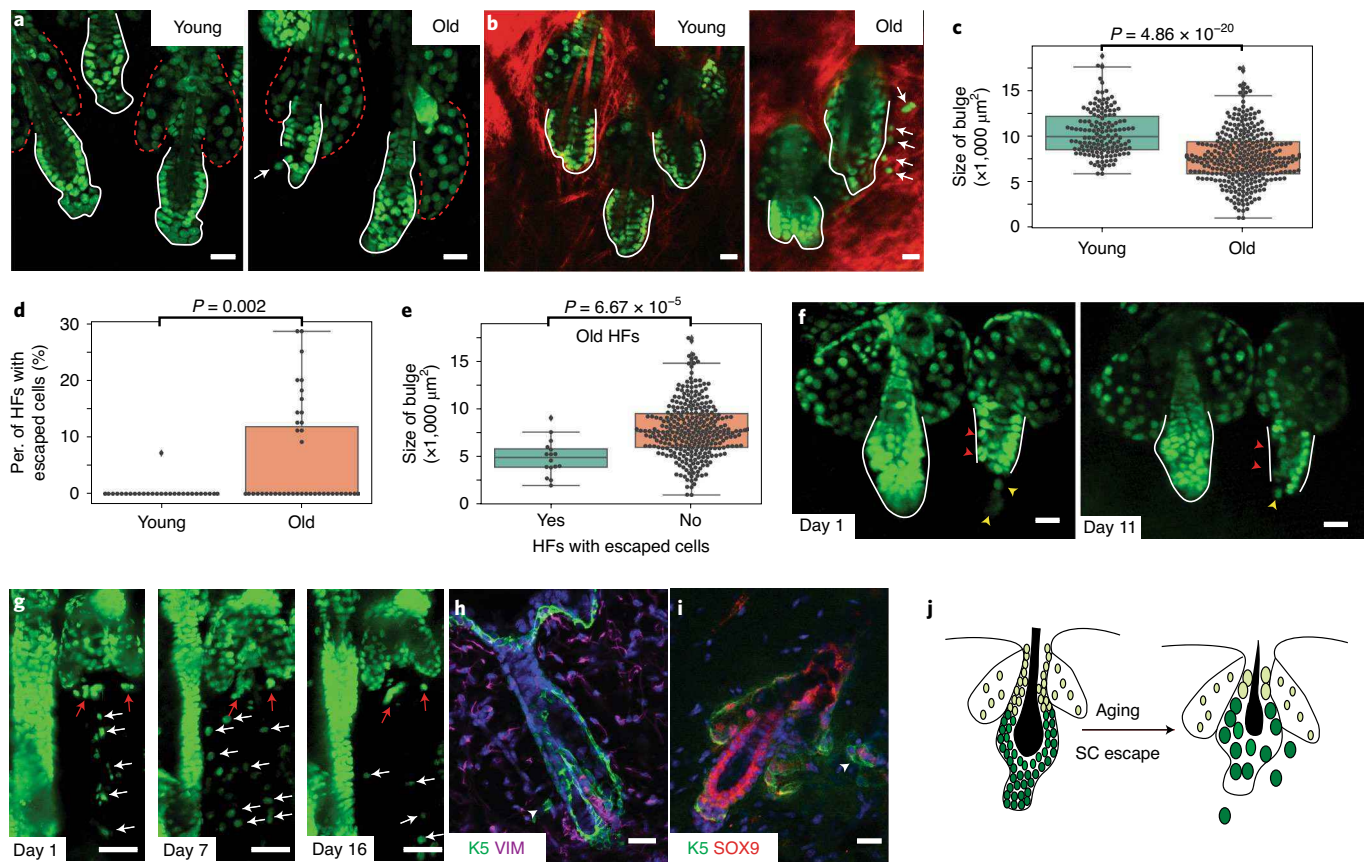 a
Young
Old
b
Young
Old
c
P = 4.86 × 10⁻²⁰
Size of bulge
(×1,000 μm²)
15
10
5
0
Young
Old
d
P = 0.002
Per. of HFs with
escaped cells (%)
30
20
10
0
Young
Old
e
P = 6.67 × 10⁻⁵
Old HFs
Size of bulge
(×1,000 μm²)
15
10
5
0
Yes
No
HFs with escaped cells
f
Day 1
Day 11
g
Day 1
Day 7
Day 16
h
K5 VIM
i
K5 SOX9
j
Aging
SC escape